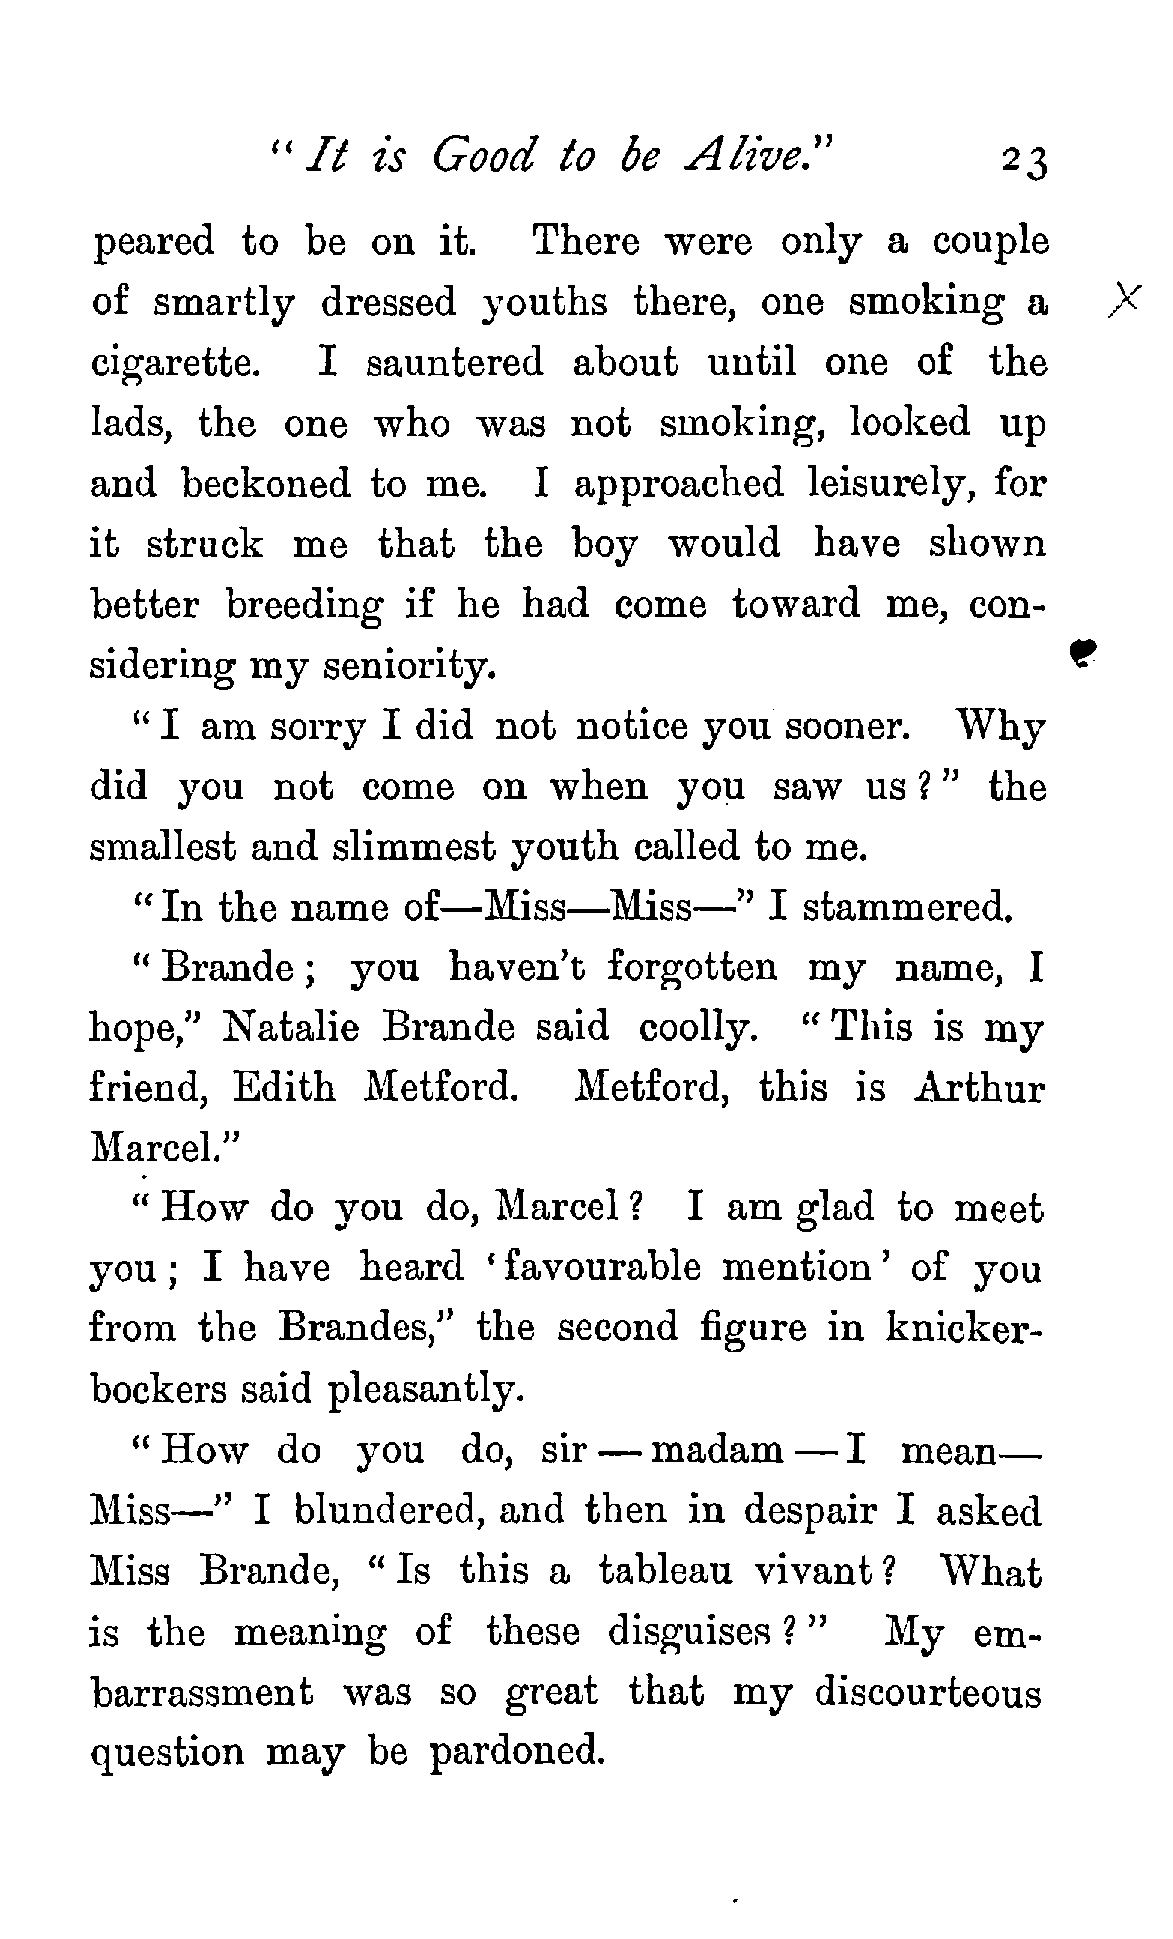 "It is Good to be Alive." 23
peared to be on it. There were only a couple
of smartly dressed youths there, one smoking a
cigarette. I sauntered about until one of the
lads, the one who was not smoking, looked up
and beckoned to me. I approached leisurely, for
it struck me that the boy would have shown
better breeding if he had come toward me, con-
sidering my seniority.
"I am sorry I did not notice you sooner. Why
did you not come on when you saw us?" the
smallest and slimmest youth called to me.
"In the name of—Miss—Miss—" I stammered.
"Brande; you haven't forgotten my name, I
hope," Natalie Brande said coolly. "This is my
friend, Edith Metford. Metford, this is Arthur
Marcel."
"How do you do, Marcel? I am glad to meet
you; I have heard 'favourable mention' of you
from the Brandes," the second figure in knicker-
bockers said pleasantly.
"How do you do, sir—madam—I mean—
Miss—" I blundered, and then in despair I asked
Miss Brande, "Is this a tableau vivant? What
is the meaning of these disguises?" My em-
barrassment was so great that my discourteous
question may be pardoned.